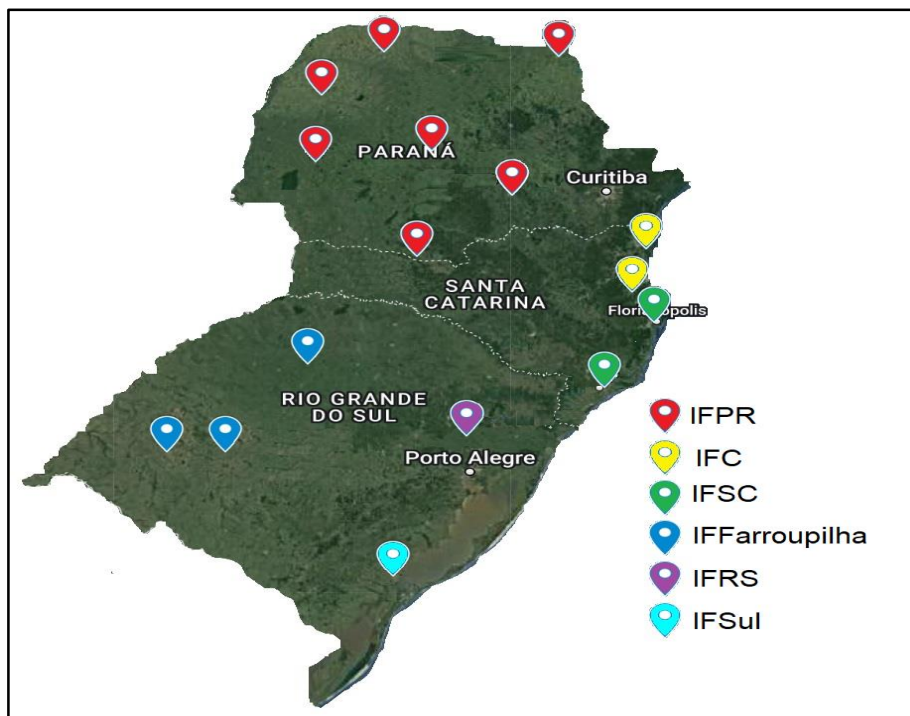 PARANÁ
Curitiba
SANTA
CATARINA
Florianópolis
RIO GRANDE
DO SUL
Porto Alegre
IFPR
IFC
IFSC
IFFarroupilha
IFRS
IFSul